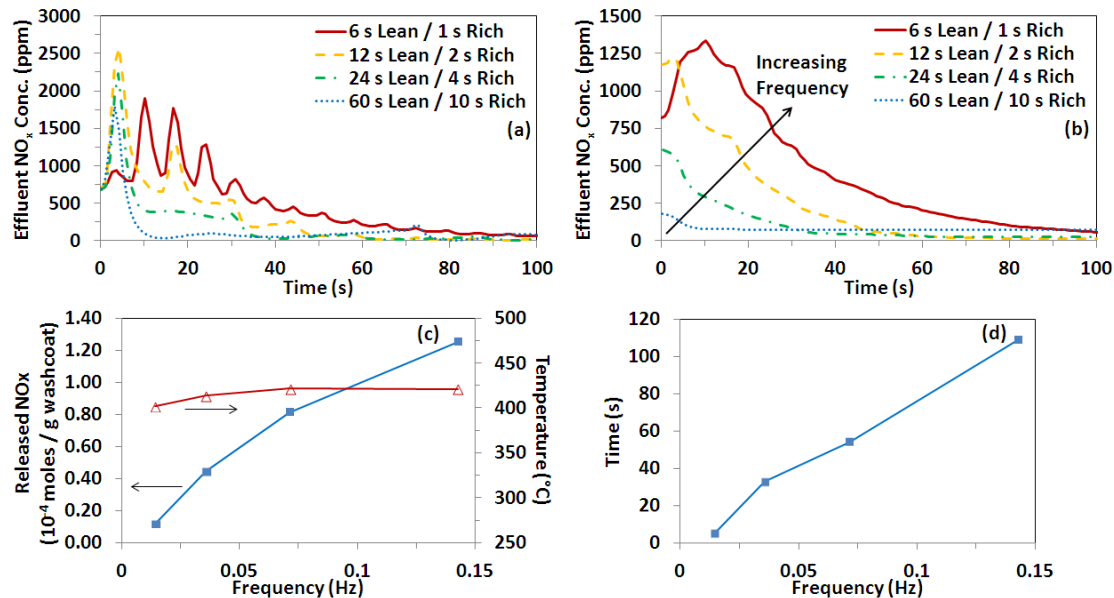 3000
2500
2000
1500
1000
500
0
0 20 40 60 80 100
Effluent NOx Conc. (ppm)
Time (s)
6 s Lean / 1 s Rich
12 s Lean / 2 s Rich
24 s Lean / 4 s Rich
60 s Lean / 10 s Rich
(a)
1500
1250
1000
750
500
250
0
0 20 40 60 80 100
Effluent NOx Conc. (ppm)
Time (s)
6 s Lean / 1 s Rich
12 s Lean / 2 s Rich
24 s Lean / 4 s Rich
60 s Lean / 10 s Rich
Increasing
Frequency
(b)
1.40
1.20
1.00
0.80
0.60
0.40
0.20
0.00
500
450
400
350
300
250
0 0.05 0.1 0.15
Released NOx
(10⁻⁴ moles / g washcoat)
Temperature (°C)
Frequency (Hz)
(c)
120
100
80
60
40
20
0
0 0.05 0.1 0.15
Time (s)
Frequency (Hz)
(d)